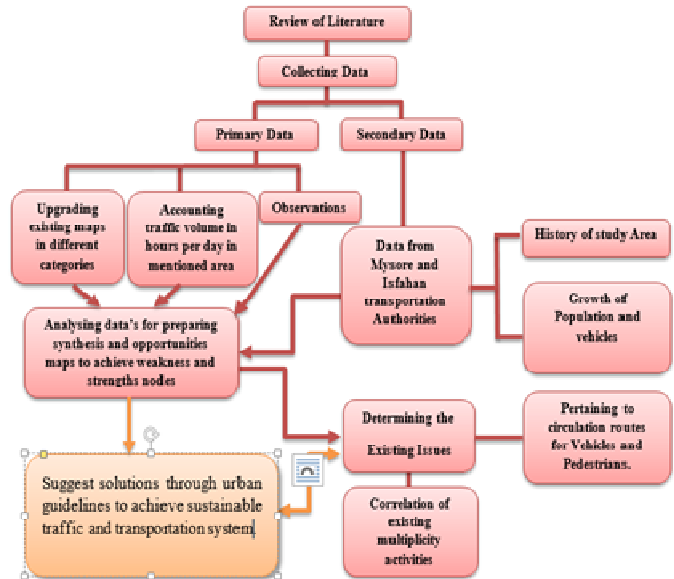 Review of Literature
Collecting Data
Primary Data
Secondary Data
Upgrading
existing maps
in different
categories
Accounting
traffic volume in
hours per day in
mentioned area
Observations
Data from
Mysore and
Isfahan
transportation
Authorities
History of study Area
Growth of
Population and
vehicles
Analysing data's for preparing
synthesis and opportunities
maps to achieve weakness and
strengths nodes
Determining the
Existing Issues
Pertaining to
circulation routes
for Vehicles and
Pedestrians.
Suggest solutions through urban
guidelines to achieve sustainable
traffic and transportation system
Correlation of
existing
multiplicity
activities